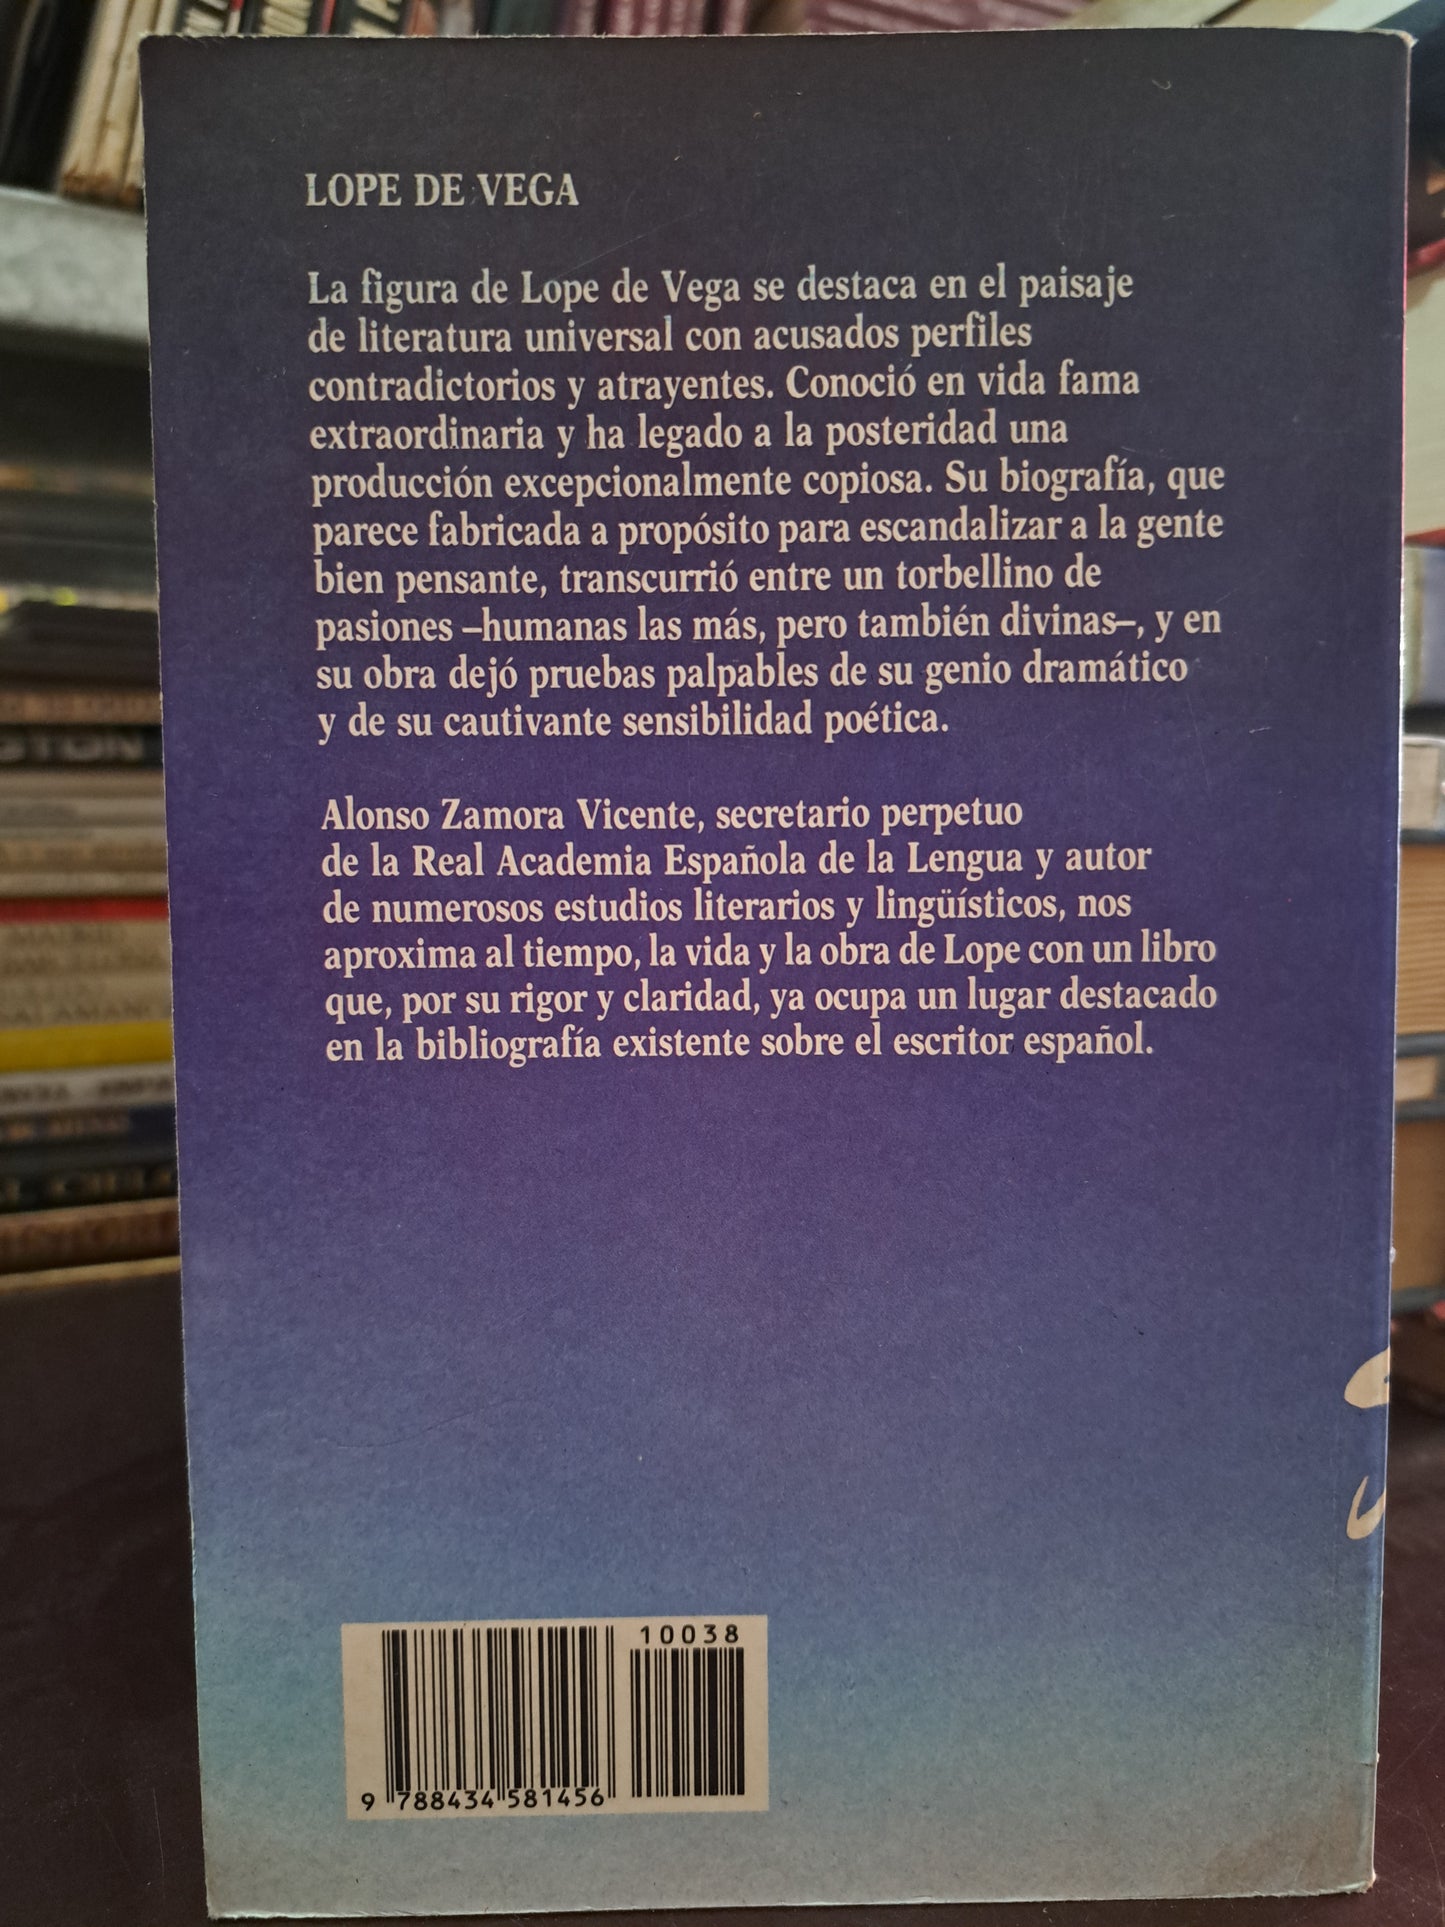 LOPE DE VEGA
La figura de Lope de Vega se destaca en el paisaje
de literatura universal con acusados perfiles
contradictorios y atrayentes. Conoció en vida fama
extraordinaria y ha legado a la posteridad una
producción excepcionalmente copiosa. Su biografía, que
parece fabricada a propósito para escandalizar a la gente
bien pensante, transcurrió entre un torbellino de
pasiones –humanas las más, pero también divinas–, y en
su obra dejó pruebas palpables de su genio dramático
y de su cautivante sensibilidad poética.
Alonso Zamora Vicente, secretario perpetuo
de la Real Academia Española de la Lengua y autor
de numerosos estudios literarios y lingüísticos, nos
aproxima al tiempo, la vida y la obra de Lope con un libro
que, por su rigor y claridad, ya ocupa un lugar destacado
en la bibliografía existente sobre el escritor español.
10038
9 788434 581456